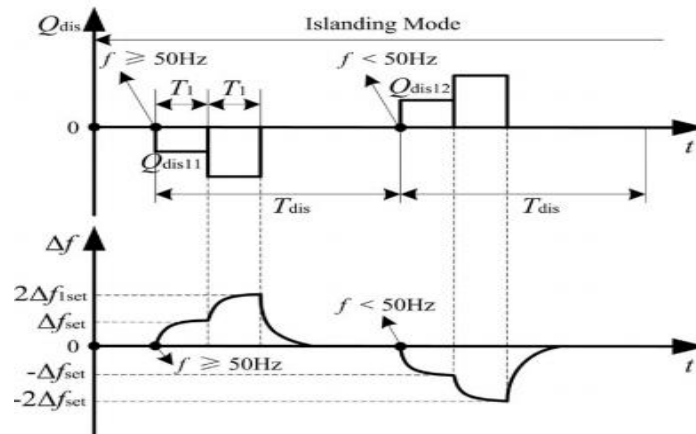 Qdis
Islanding Mode
f ≥ 50Hz
T1
T1
f < 50Hz
Qdis12
0
t
Qdis11
Tdis
Tdis
Δf
2Δf1set
f < 50Hz
Δfset
0
t
f ≥ 50Hz
-Δfset
-2Δfset